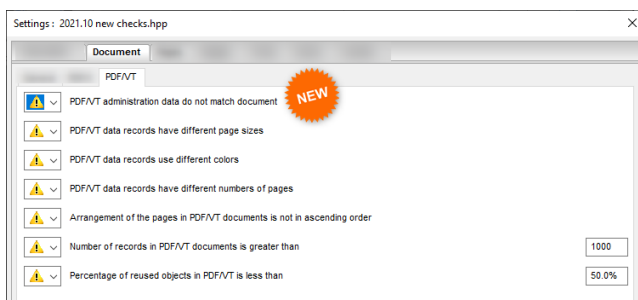 Settings : 2021.10 new checks.hpp
Document
PDF/VT
NEW
PDF/VT administration data do not match document
PDF/VT data records have different page sizes
PDF/VT data records use different colors
PDF/VT data records have different numbers of pages
Arrangement of the pages in PDF/VT documents is not in ascending order
Number of records in PDF/VT documents is greater than 1000
Percentage of reused objects in PDF/VT is less than 50.0%